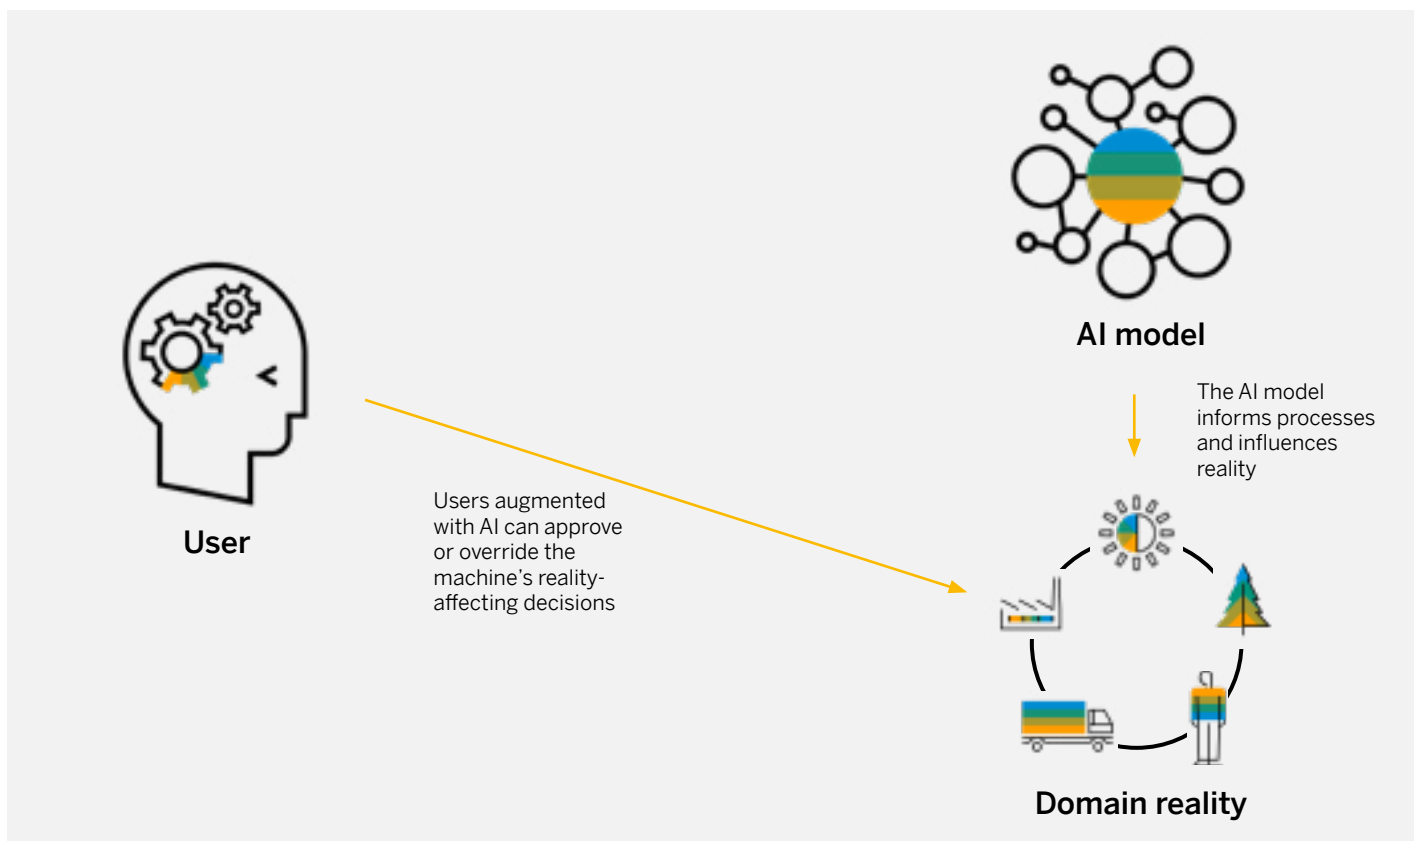 AI model
The AI model
informs processes
and influences
reality
User
Users augmented
with AI can approve
or override the
machine's reality-
affecting decisions
Domain reality